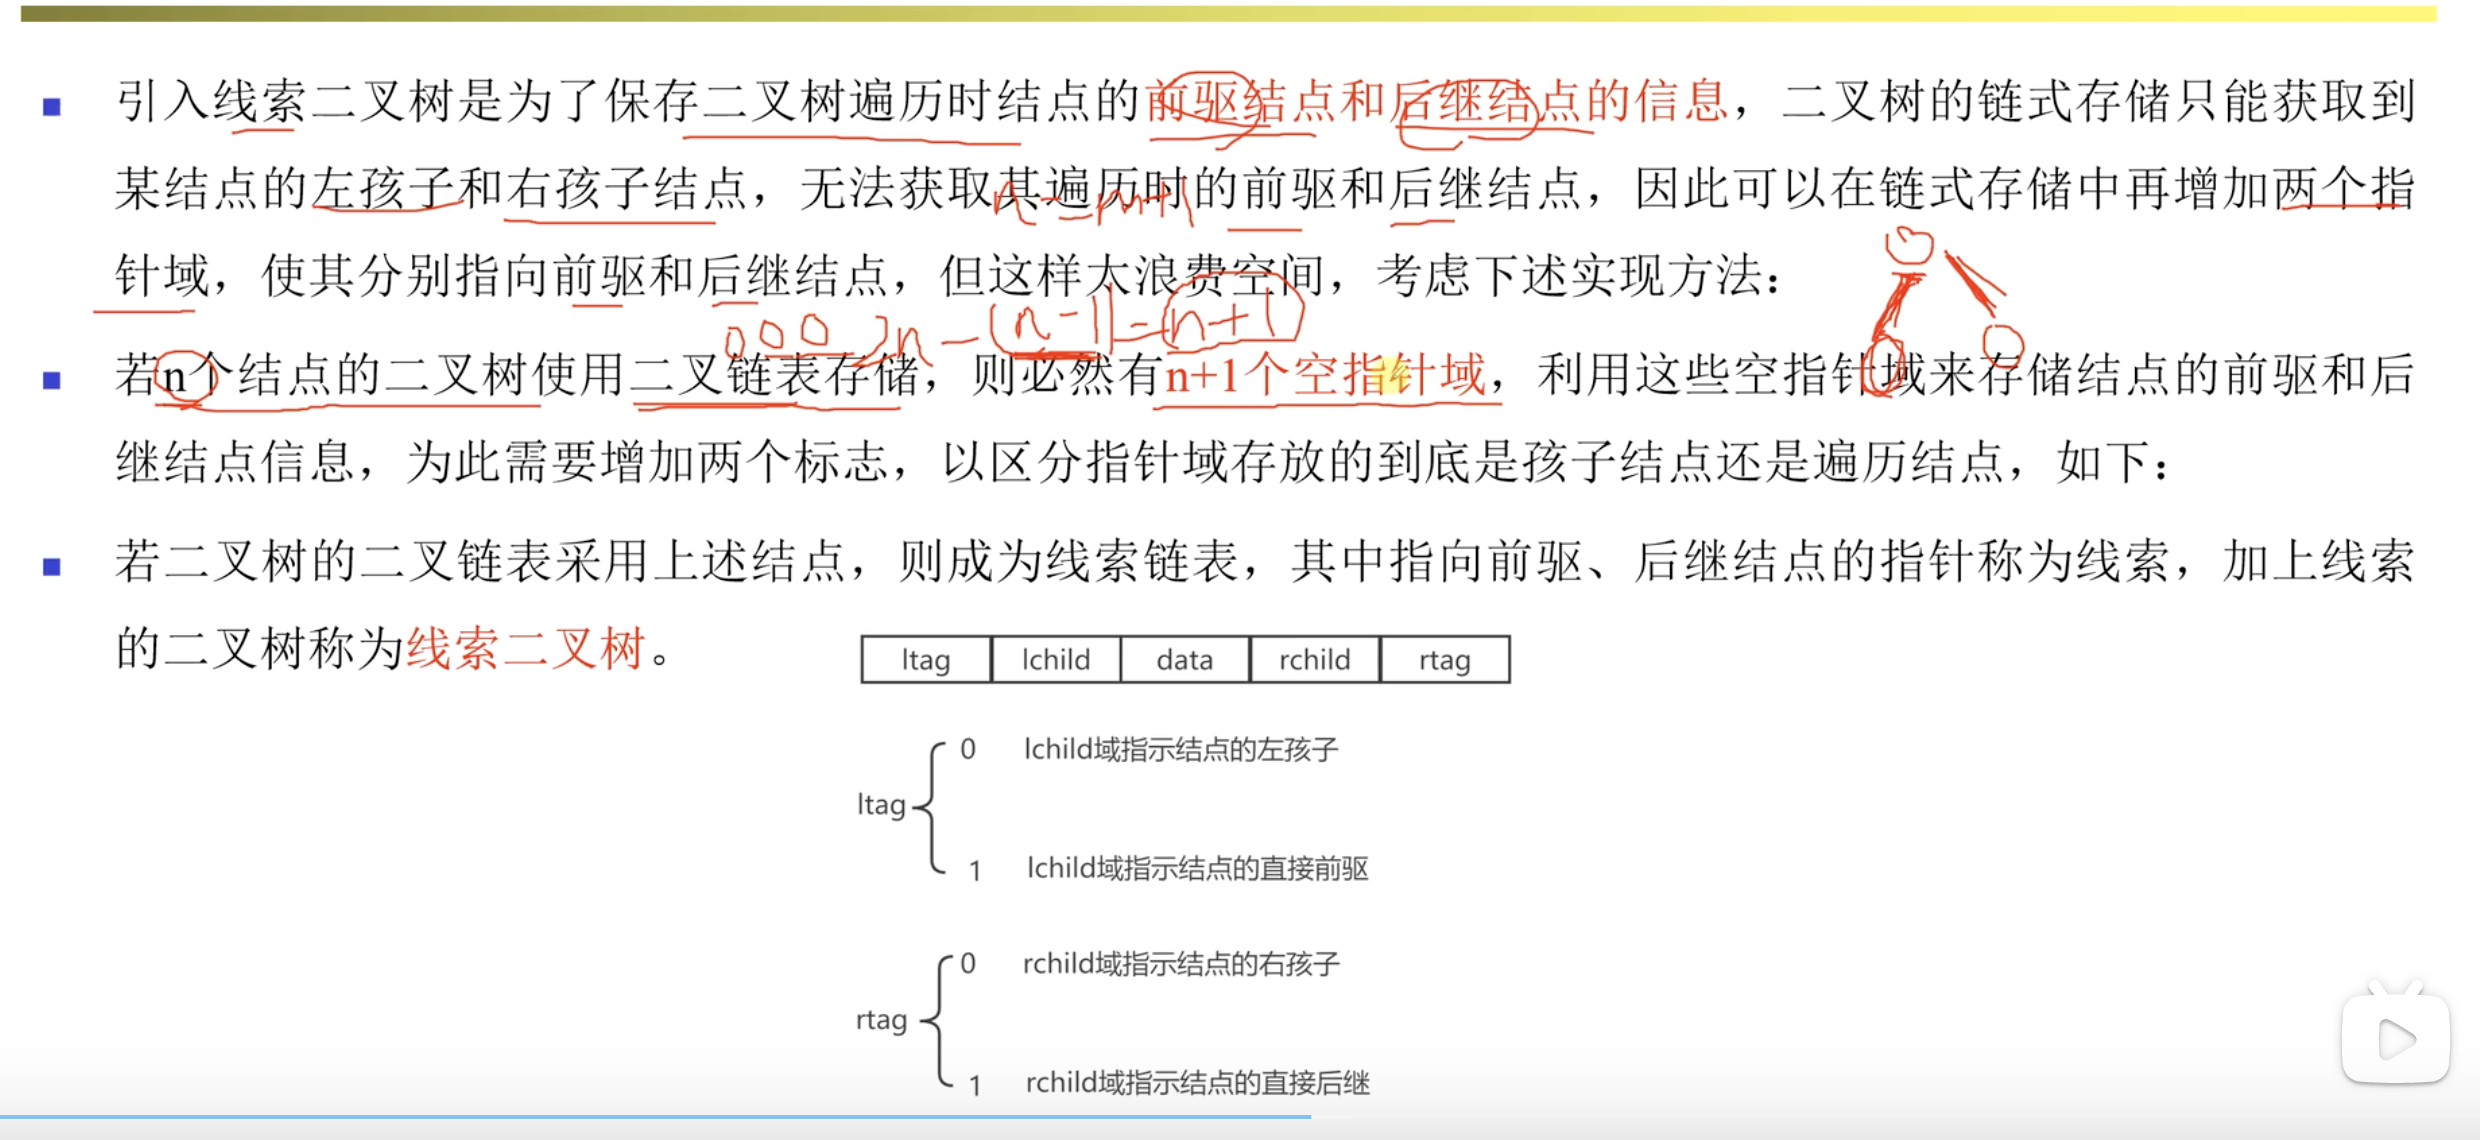 引入线索二叉树是为了保存二叉树遍历时结点的前驱结点和后继结点的信息，二叉树的链式存储只能获取到
某结点的左孩子和右孩子结点，无法获取其遍历时的前驱和后继结点，因此可以在链式存储中再增加两个指
针域，使其分别指向前驱和后继结点，但这样太浪费空间，考虑下述实现方法：
2n-(n-1)=n+1
若n个结点的二叉树使用二叉链表存储，则必然有n+1个空指针域，利用这些空指针域来存储结点的前驱和后
继结点信息，为此需要增加两个标志，以区分指针域存放的到底是孩子结点还是遍历结点，如下：
若二叉树的二叉链表采用上述结点，则成为线索链表，其中指向前驱、后继结点的指针称为线索，加上线索
的二叉树称为线索二叉树。
ltag lchild data rchild rtag
0 lchild域指示结点的左孩子
ltag
1 lchild域指示结点的直接前驱
0 rchild域指示结点的右孩子
rtag
1 rchild域指示结点的直接后继